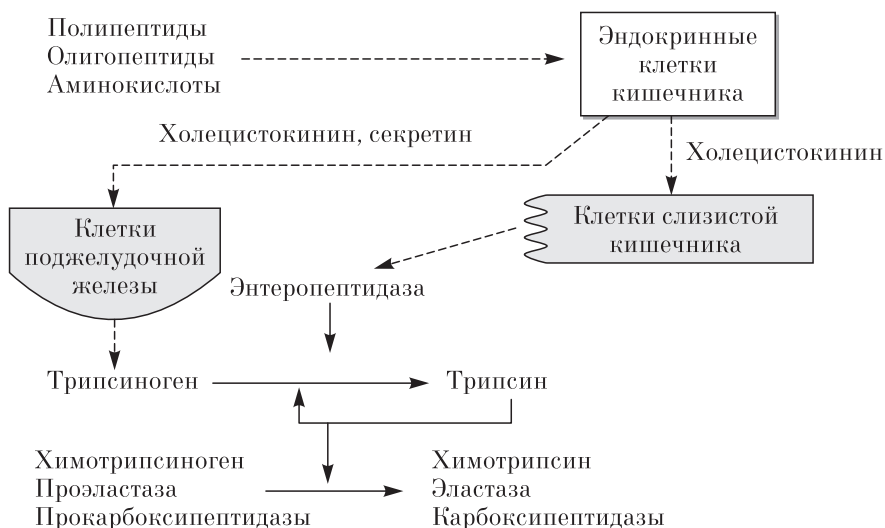 Полипептиды
Олигопептиды
Аминокислоты
Эндокринные
клетки
кишечника
Холецистокинин, секретин
Холецистокинин
Клетки
поджелудочной
железы
Клетки слизистой
кишечника
Энтеропептидаза
Трипсиноген
Трипсин
Химотрипсиноген
Проэластаза
Прокарбоксипептидазы
Химотрипсин
Эластаза
Карбоксипептидазы